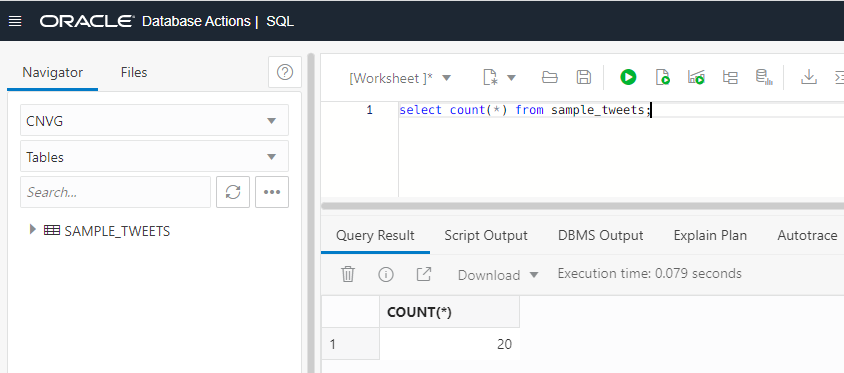 ORACLE Database Actions | SQL
Navigator Files
[Worksheet ]*
CNVG
Tables
Search...
SAMPLE_TWEETS
1 select count(*) from sample_tweets;
Query Result Script Output DBMS Output Explain Plan Autotrace
Download Execution time: 0.079 seconds
COUNT(*)
1 20